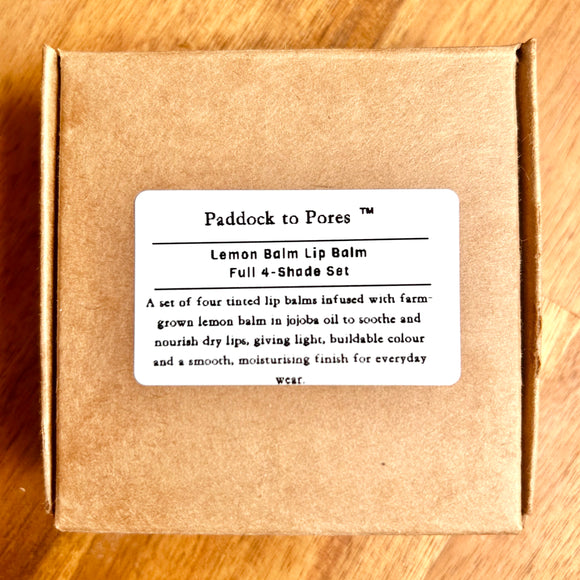 Paddock to Pores ™
Lemon Balm Lip Balm
Full 4-Shade Set
A set of four tinted lip balms infused with farm-
grown lemon balm in jojoba oil to soothe and
nourish dry lips, giving light, buildable colour
and a smooth, moisturising finish for everyday
wear.